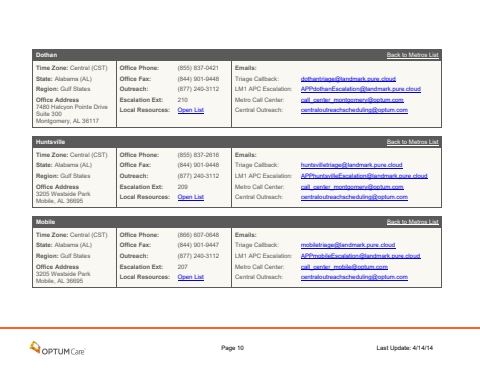 Dothan Back to Metros List
Time Zone: Central (CST) Office Phone: (855) 837-0421 Emails:
State: Alabama (AL) Office Fax: (844) 901-9448 Triage Callback: dothantriage@landmark.pure.cloud
Region: Gulf States Outreach: (877) 240-3112 LM1 APC Escalation: APPdothanEscalation@landmark.pure.cloud
Office Address Escalation Ext: 210 Metro Call Center: call_center_montgomery@optum.com
7480 Halcyon Pointe Drive Local Resources: Open List Central Outreach: centraloutreachscheduling@optum.com
Suite 300
Montgomery, AL 36117
Huntsville Back to Metros List
Time Zone: Central (CST) Office Phone: (855) 837-2616 Emails:
State: Alabama (AL) Office Fax: (844) 901-9448 Triage Callback: huntsvilletriage@landmark.pure.cloud
Region: Gulf States Outreach: (877) 240-3112 LM1 APC Escalation: APPhuntsvilleEscalation@landmark.pure.cloud
Office Address Escalation Ext: 209 Metro Call Center: call_center_montgomery@optum.com
3205 Westside Park Local Resources: Open List Central Outreach: centraloutreachscheduling@optum.com
Mobile, AL 36695
Mobile Back to Metros List
Time Zone: Central (CST) Office Phone: (866) 607-0648 Emails:
State: Alabama (AL) Office Fax: (844) 901-9447 Triage Callback: mobiletriage@landmark.pure.cloud
Region: Gulf States Outreach: (877) 240-3112 LM1 APC Escalation: APPmobileEscalation@landmark.pure.cloud
Office Address Escalation Ext: 207 Metro Call Center: call_center_mobile@optum.com
3205 Westside Park Local Resources: Open List Central Outreach: centraloutreachscheduling@optum.com
Mobile, AL 36695
OPTUMCare Page 10 Last Update: 4/14/14